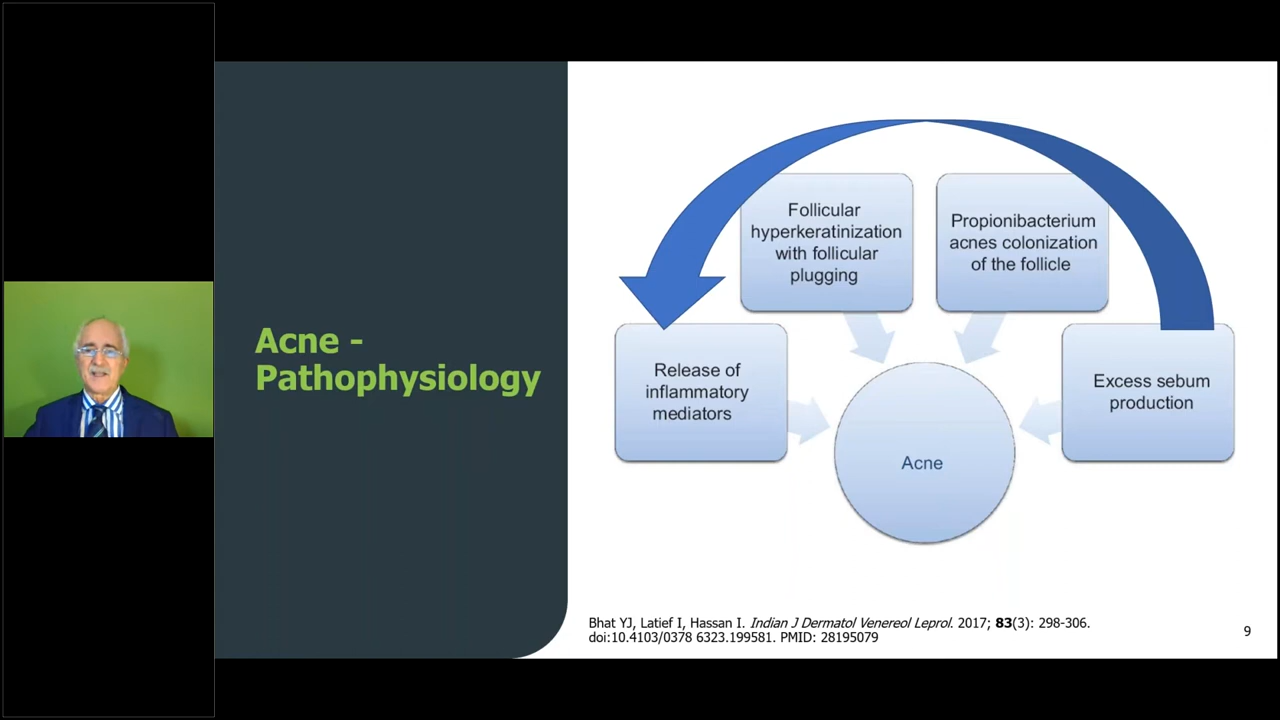 Acne -
Pathophysiology
Follicular
hyperkeratinization
with follicular
plugging
Propionibacterium
acnes colonization
of the follicle
Release of
inflammatory
mediators
Excess sebum
production
Acne
Bhat YJ, Latief I, Hassan I. Indian J Dermatol Venereol Leprol. 2017; 83(3): 298-306.
doi:10.4103/0378 6323.199581. PMID: 28195079
9